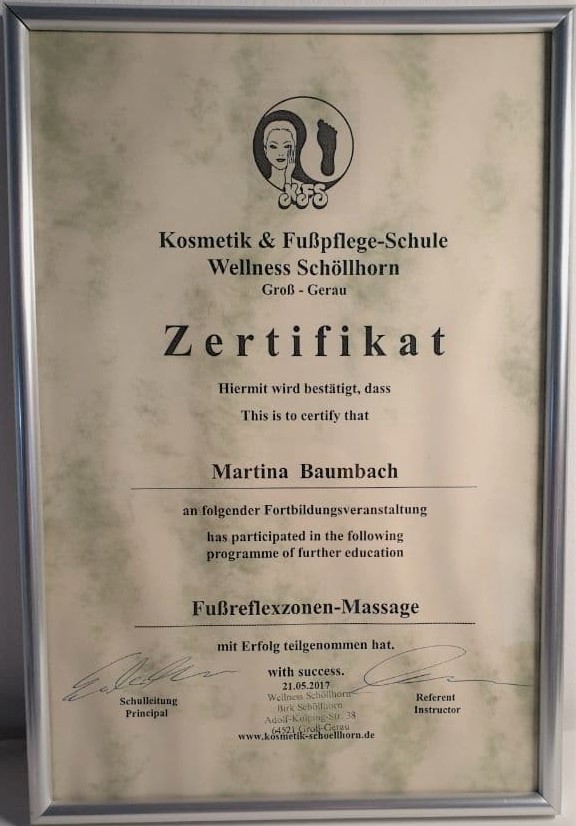 KFS
Kosmetik & Fußpflege-Schule
Wellness Schöllhorn
Groß - Gerau
Zertifikat
Hiermit wird bestätigt, dass
This is to certify that
Martina Baumbach
an folgender Fortbildungsveranstaltung
has participated in the following
programme of further education
Fußreflexzonen-Massage
mit Erfolg teilgenommen hat.
with success.
21.05.2017
Wellness Schöllhorn
Birk Schöllhorn
Adolf-Kolping-Str. 38
64521 Groß-Gerau
www.kosmetik-schoellhorn.de
Schulleitung
Principal
Referent
Instructor